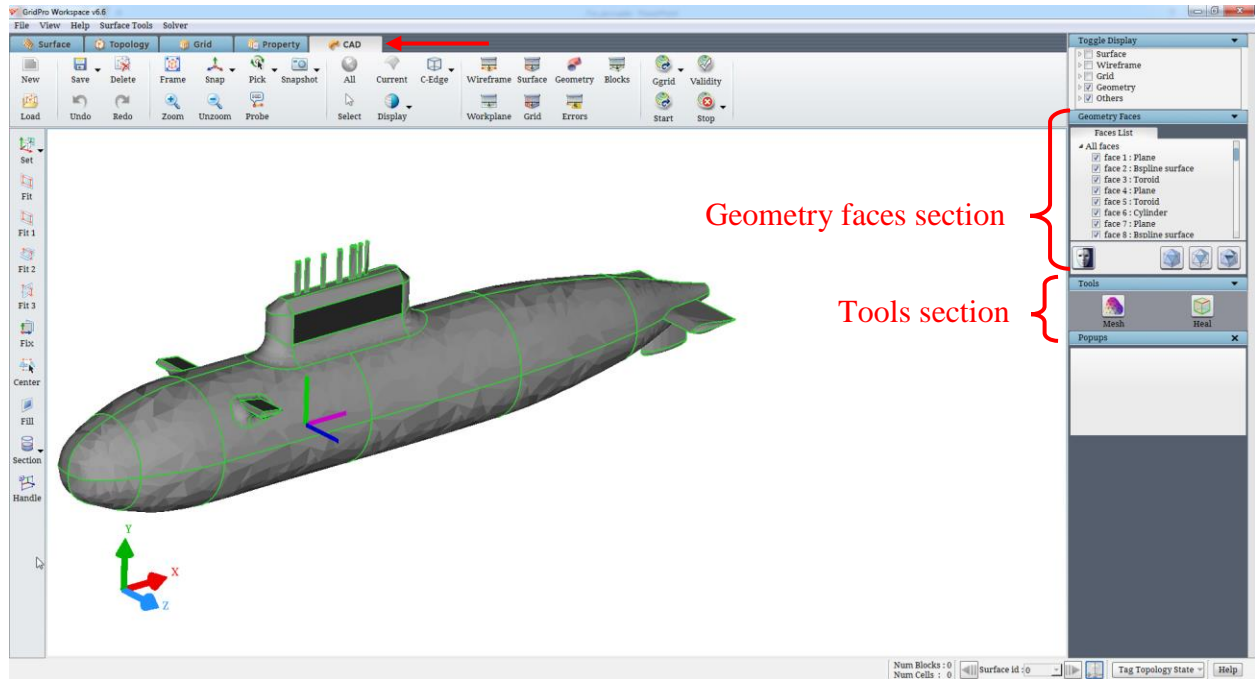 GridPro Workspace v6.6
File View Help Surface Tools Solver
Surface Topology Grid Property CAD
New Save Delete Frame Snap Pick Snapshot All Current C-Edge Wireframe Surface Geometry Blocks Ggrid Validity
Load Undo Redo Zoom Unzoom Probe Select Display Workplane Grid Errors Start Stop
Set
Fit
Fit 1
Fit 2
Fit 3
Fix
Center
Fill
Section
Handle
Toggle Display
Surface
Wireframe
Grid
Geometry
Others
Geometry Faces
Faces List
All faces
face 1 : Plane
face 2 : Bspline surface
face 3 : Toroid
face 4 : Plane
face 5 : Toroid
face 6 : Cylinder
face 7 : Plane
face 8 : Bspline surface
Geometry faces section
Tools
Mesh Heal
Tools section
Popups
Y
X
Z
Num Blocks : 0
Num Cells : 0
Surface id : 0
Tag Topology State
Help